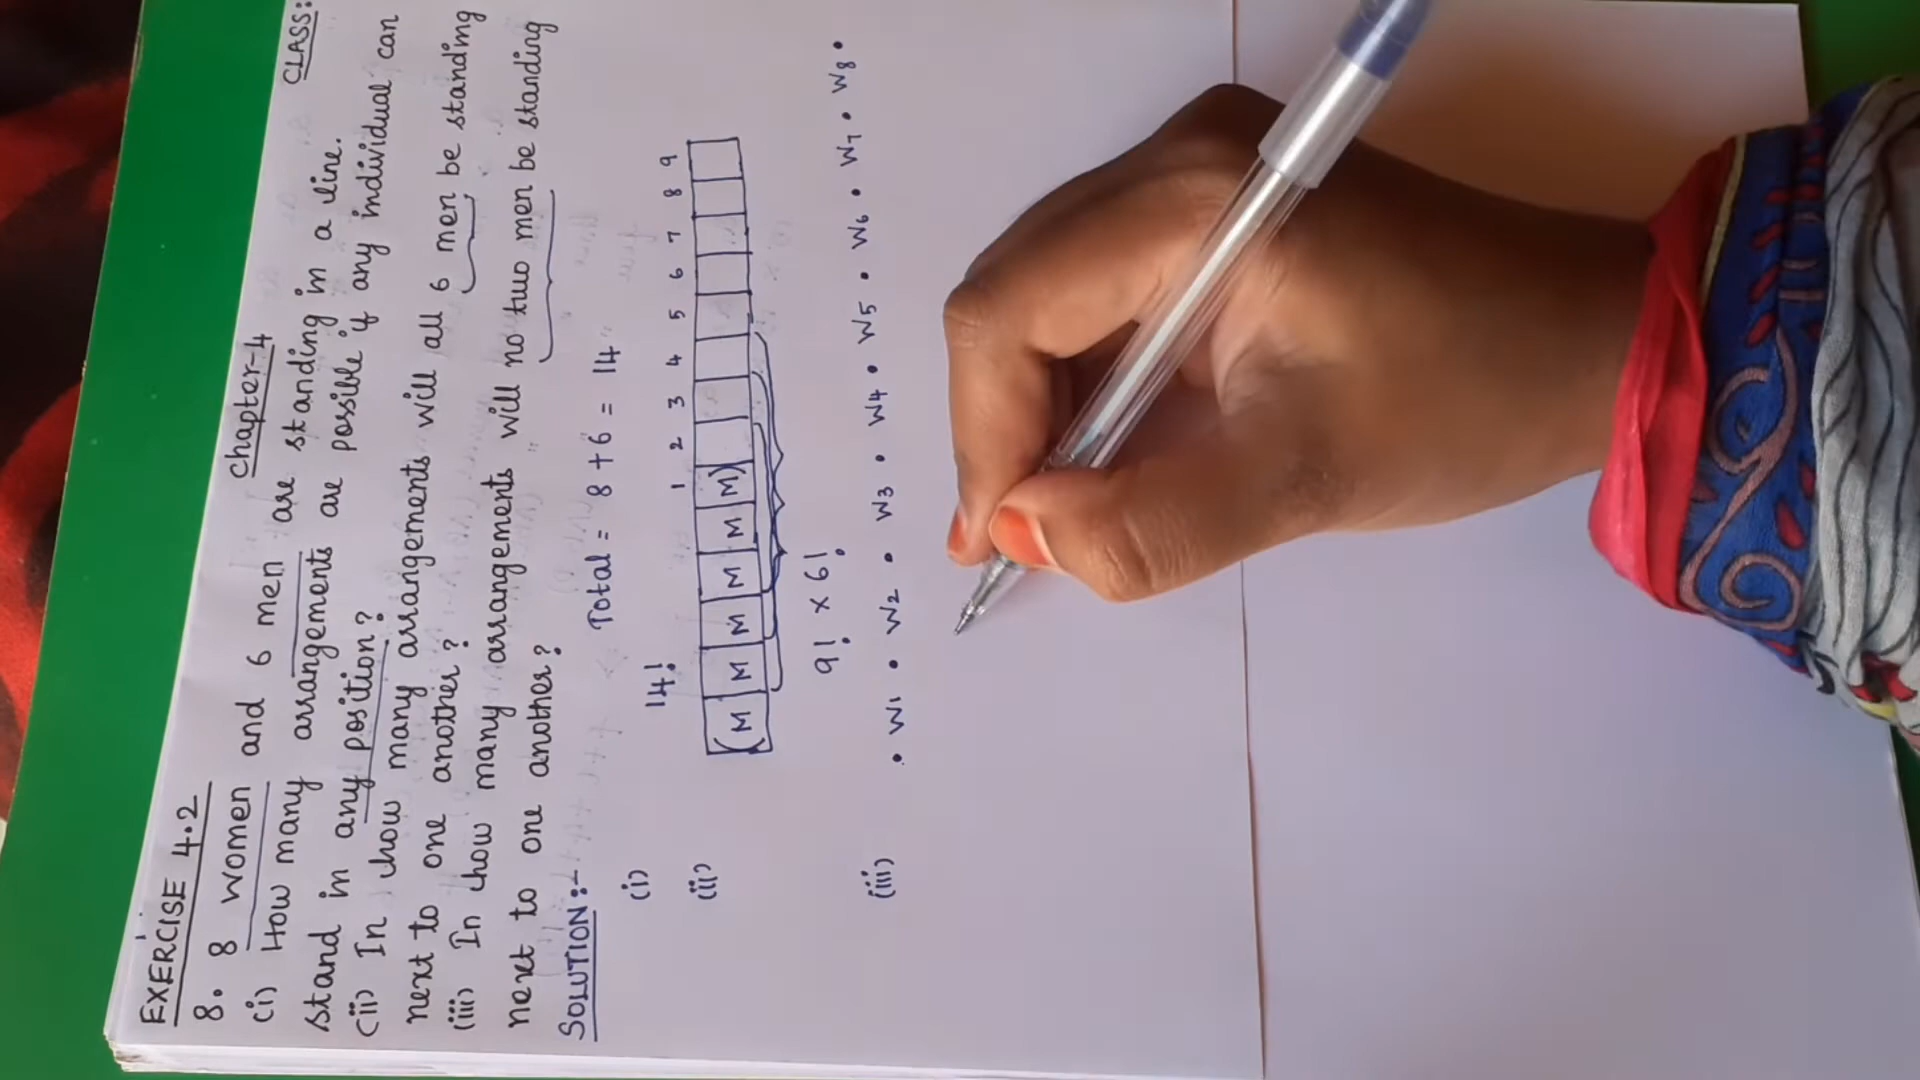 Chapter-4
CLASS:
EXERCISE 4.2
8. 8 women and 6 men are standing in a line.
(i) How many arrangements are possible if any individual can
stand in any position?
(ii) In how many arrangements will all 6 men be standing
next to one another?
(iii) In how many arrangements will no two men be standing
next to one another?
SOLUTION:- Total = 8 + 6 = 14
(i) 14!
1 2 3 4 5 6 7 8 9
(ii) (M M M M M M)
9! × 6!
(iii) . W1 . W2 . W3 . W4 . W5 . W6 . W7 . W8 .